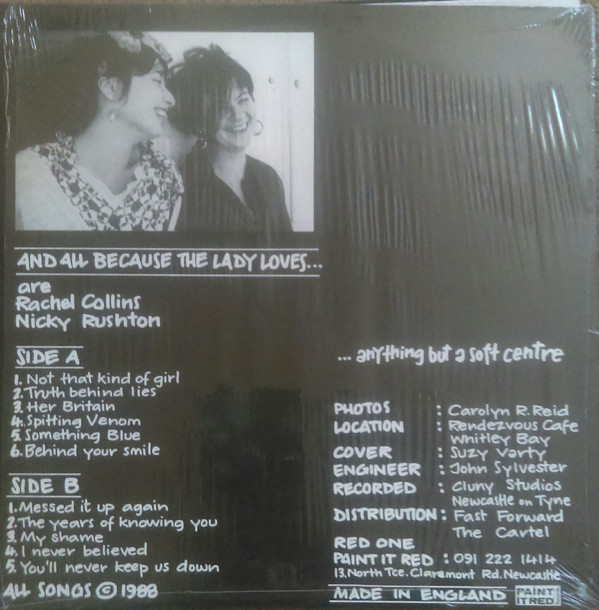 AND ALL BECAUSE THE LADY LOVES...
are
Rachel Collins
Nicky Rushton
SIDE A
1. Not that kind of girl
2. Truth behind lies
3. Her Britain
4. Spitting Venom
5. Something Blue
6. Behind your smile
SIDE B
1. Messed it up again
2. The years of knowing you
3. My shame
4. I never believed
5. You'll never keep us down
ALL SONGS © 1988
... anything but a soft centre
PHOTOS : Carolyn R. Reid
LOCATION : Rendezvous Cafe
Whitley Bay
COVER : Suzy Varty
ENGINEER : John Sylvester
RECORDED : Cluny Studios
Newcastle on Tyne
DISTRIBUTION : Fast Forward
The Cartel
RED ONE
PAINT IT RED : 091 222 1414
13. North Tce. Claremont Rd. Newcastle
MADE IN ENGLAND
PAINT
IT RED